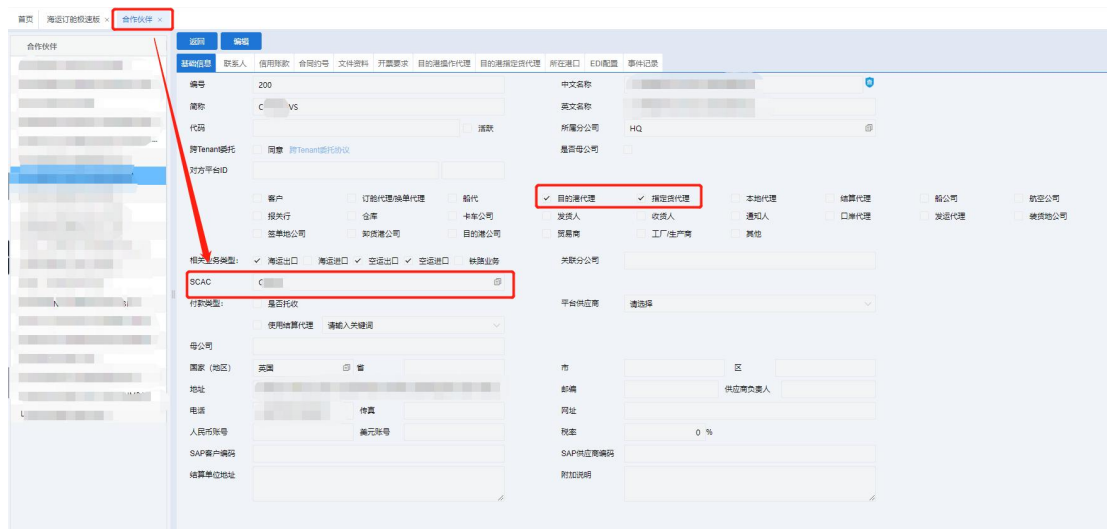 首页 海运订舱极速版 × 合作伙伴 ×
合作伙伴
返回 编辑
基础信息 联系人 信用账款 合同约号 文件资料 开票要求 目的港操作代理 目的港指定货代理 所在港口 EDI配置 事件记录
编号 200 中文名称
简称 C VS 英文名称
代码 活跃 所属分公司 HQ
跨Tenant委托 同意 跨Tenant委托协议 是否母公司
对方平台ID
客户 订舱代理/换单代理 船代 目的港代理 指定货代理 本地代理 结算代理 船公司 航空公司
报关行 仓库 卡车公司 发货人 收货人 通知人 口岸代理 发运代理 装货地公司
签单地公司 卸货港公司 目的港公司 贸易商 工厂/生产商 其他
相关业务类型: 海运出口 海运进口 空运出口 空运进口 铁路业务 关联分公司
SCAC C
付款类型: 是否托收 平台供应商 请选择
使用结算代理 请输入关键词
母公司
国家（地区） 英国 省 市 区
地址 邮编 供应商负责人
电话 传真 网址
人民币账号 美元账号 税率 0 %
SAP客户编码 SAP供应商编码
结算单位地址 附加说明